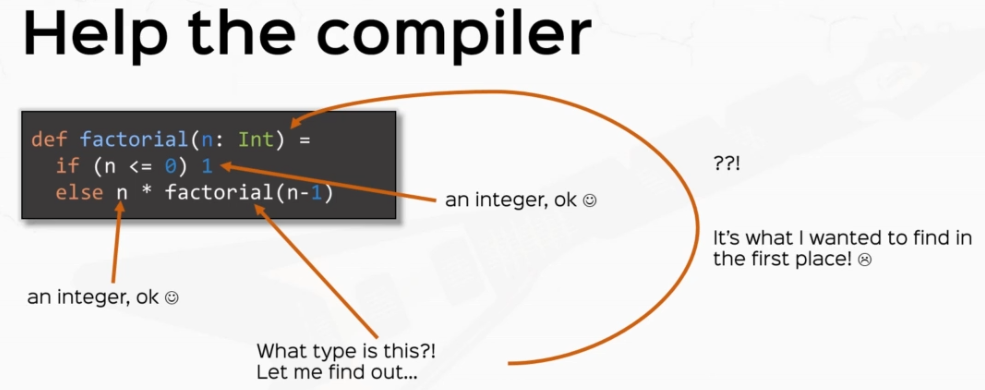 Help the compiler
def factorial(n: Int) =
  if (n <= 0) 1
  else n * factorial(n-1)
an integer, ok ☺
??!
It's what I wanted to find in
the first place! ☹
an integer, ok ☺
What type is this?!
Let me find out...